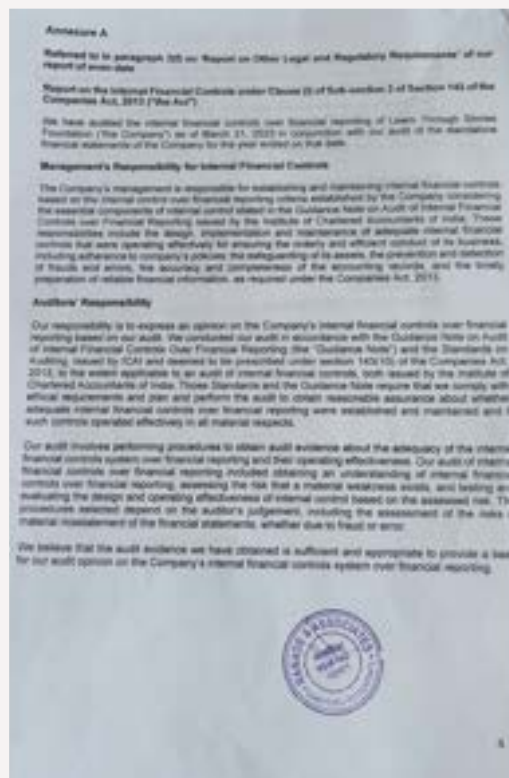 Annexure A
Referred to in paragraph on 'Report on Other Legal and Regulatory Requirements' of our
report of even date
Report on the Internal Financial Controls under Clause (i) of Sub-section 3 of Section 143 of the
Companies Act, 2013 ("the Act")
We have audited the internal financial controls over financial reporting of Learn Through Stories
Foundation ("the Company") as of March 31, in conjunction with our audit of the standalone
financial statements of the Company for the year ended on that date.
Management's Responsibility for Internal Financial Controls
The Company's management is responsible for establishing and maintaining internal financial controls
based on the internal control over financial reporting criteria established by the Company considering
the essential components of internal control stated in the Guidance Note on Audit of Internal Financial
Controls over Financial Reporting issued by the Institute of Chartered Accountants of India. These
responsibilities include the design, implementation and maintenance of adequate internal financial
controls that were operating effectively for ensuring the orderly and efficient conduct of its business,
including adherence to company's policies, the safeguarding of its assets, the prevention and detection
of frauds and errors, the accuracy and completeness of the accounting records, and the timely
preparation of reliable financial information, as required under the Companies Act, 2013.
Auditors' Responsibility
Our responsibility is to express an opinion on the Company's internal financial controls over financial
reporting based on our audit. We conducted our audit in accordance with the Guidance Note on Audit
of Internal Financial Controls Over Financial Reporting (the "Guidance Note") and the Standards on
Auditing, issued by ICAI and deemed to be prescribed under section 143(10) of the Companies Act,
2013, to the extent applicable to an audit of internal financial controls, both issued by the Institute of
Chartered Accountants of India. Those Standards and the Guidance Note require that we comply with
ethical requirements and plan and perform the audit to obtain reasonable assurance about whether
adequate internal financial controls over financial reporting were established and maintained and
such controls operated effectively in all material respects.
Our audit involves performing procedures to obtain audit evidence about the adequacy of the
financial controls system over financial reporting and their operating effectiveness. Our audit of
financial controls over financial reporting included obtaining an understanding of internal
controls over financial reporting, assessing the risk that a material weakness exists, and testing
evaluating the design and operating effectiveness of internal control based on the assessed risk.
procedures selected depend on the auditor's judgement, including the assessment of the risks
material misstatement of the financial statements, whether due to fraud or error.
We believe that the audit evidence we have obtained is sufficient and appropriate to provide a
for our audit opinion on the Company's internal financial controls system over financial reporting.
& ASSOCIATES